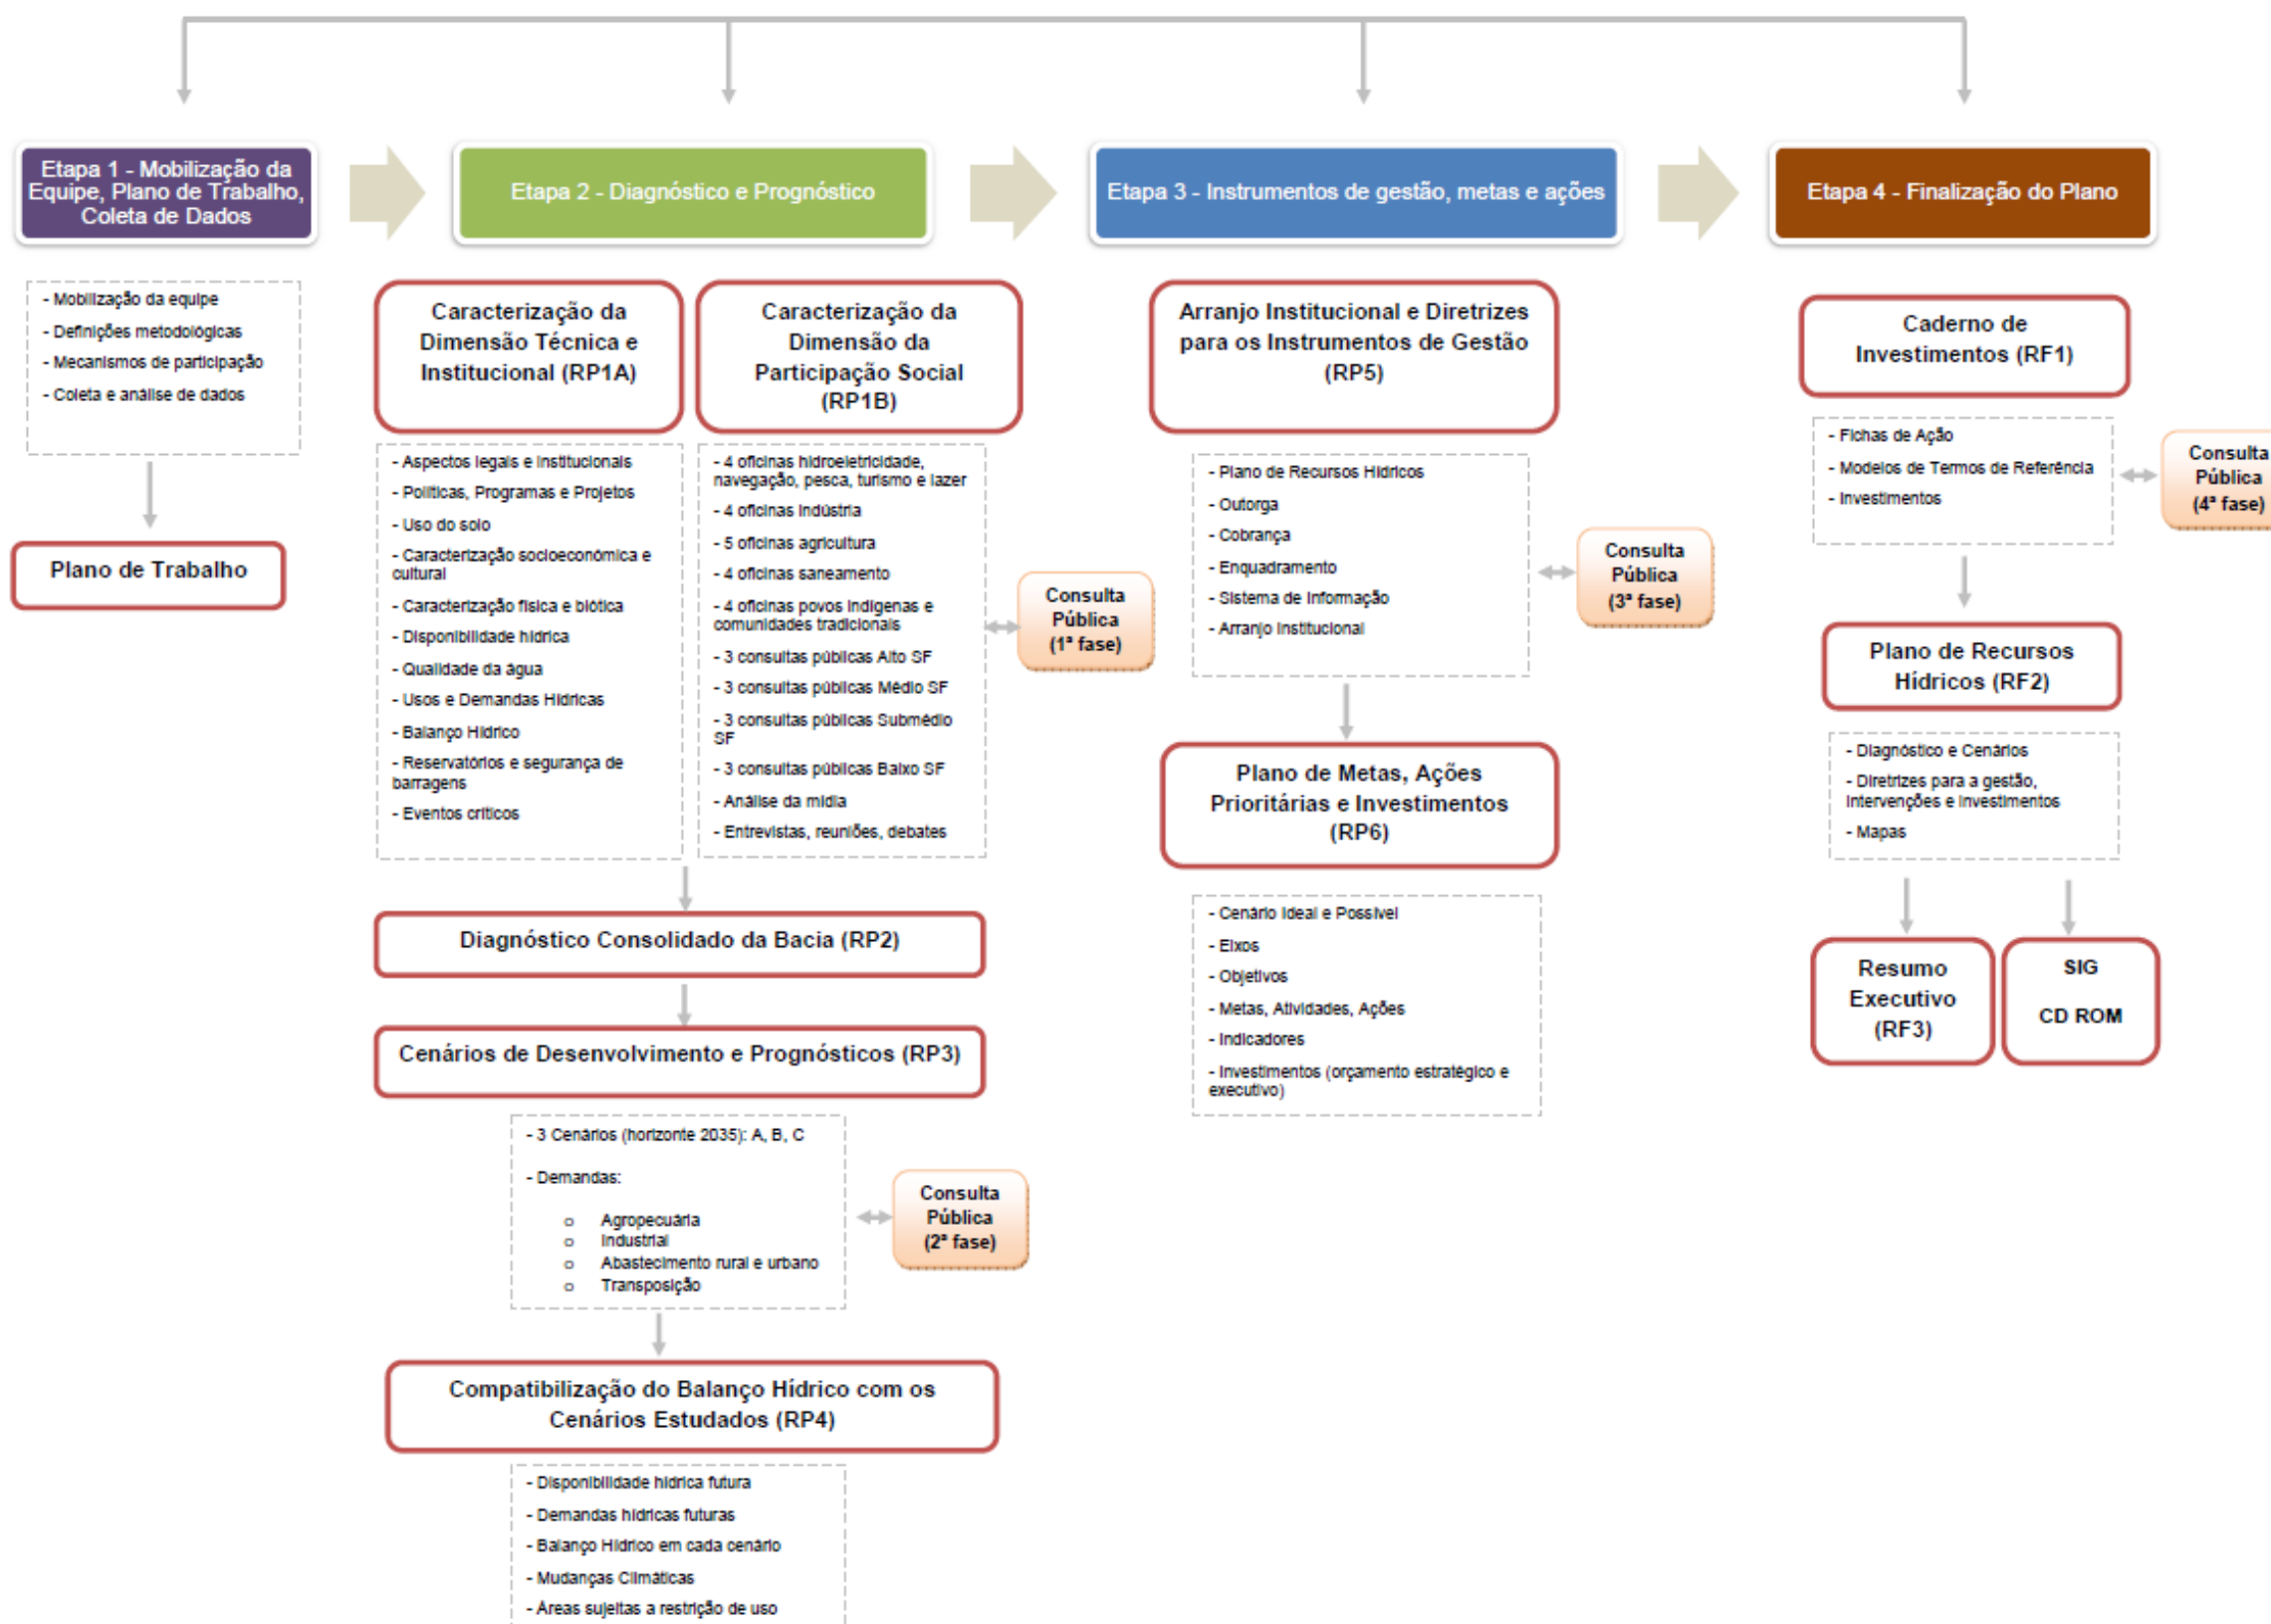 Etapa 1 - Mobilização da
Equipe, Plano de Trabalho,
Coleta de Dados
Etapa 2 - Diagnóstico e Prognóstico
Etapa 3 - Instrumentos de gestão, metas e ações
Etapa 4 - Finalização do Plano
- Mobilização da equipe
- Definições metodológicas
- Mecanismos de participação
- Coleta e análise de dados
Plano de Trabalho
Caracterização da
Dimensão Técnica e
Institucional (RP1A)
- Aspectos legais e institucionais
- Políticas, Programas e Projetos
- Uso do solo
- Caracterização socioeconómica e
cultural
- Caracterização física e biótica
- Disponibilidade hídrica
- Qualidade da água
- Usos e Demandas Hídricas
- Balanço Hídrico
- Reservatórios e segurança de
barragens
- Eventos críticos
Caracterização da
Dimensão da
Participação Social
(RP1B)
- 4 oficinas hidroeletricidade,
navegação, pesca, turismo e lazer
- 4 oficinas indústria
- 5 oficinas agricultura
- 4 oficinas saneamento
- 4 oficinas povos indígenas e
comunidades tradicionais
- 3 consultas públicas Alto SF
- 3 consultas públicas Médio SF
- 3 consultas públicas Submédio
SF
- 3 consultas públicas Baixo SF
- Análise da mídia
- Entrevistas, reuniões, debates
Consulta
Pública
(1ª fase)
Diagnóstico Consolidado da Bacia (RP2)
Cenários de Desenvolvimento e Prognósticos (RP3)
- 3 Cenários (horizonte 2035): A, B, C
- Demandas:
o Agropecuária
o Industrial
o Abastecimento rural e urbano
o Transposição
Consulta
Pública
(2ª fase)
Compatibilização do Balanço Hídrico com os
Cenários Estudados (RP4)
- Disponibilidade hídrica futura
- Demandas hídricas futuras
- Balanço Hídrico em cada cenário
- Mudanças Climáticas
- Áreas sujeitas a restrição de uso
Arranjo Institucional e Diretrizes
para os Instrumentos de Gestão
(RP5)
- Plano de Recursos Hídricos
- Outorga
- Cobrança
- Enquadramento
- Sistema de Informação
- Arranjo Institucional
Consulta
Pública
(3ª fase)
Plano de Metas, Ações
Prioritárias e Investimentos
(RP6)
- Cenário Ideal e Possível
- Eixos
- Objetivos
- Metas, Atividades, Ações
- Indicadores
- Investimentos (orçamento estratégico e
executivo)
Caderno de
Investimentos (RF1)
- Fichas de Ação
- Modelos de Termos de Referência
- Investimentos
Consulta
Pública
(4ª fase)
Plano de Recursos
Hídricos (RF2)
- Diagnóstico e Cenários
- Diretrizes para a gestão,
intervenções e investimentos
- Mapas
Resumo
Executivo
(RF3)
SIG
CD ROM